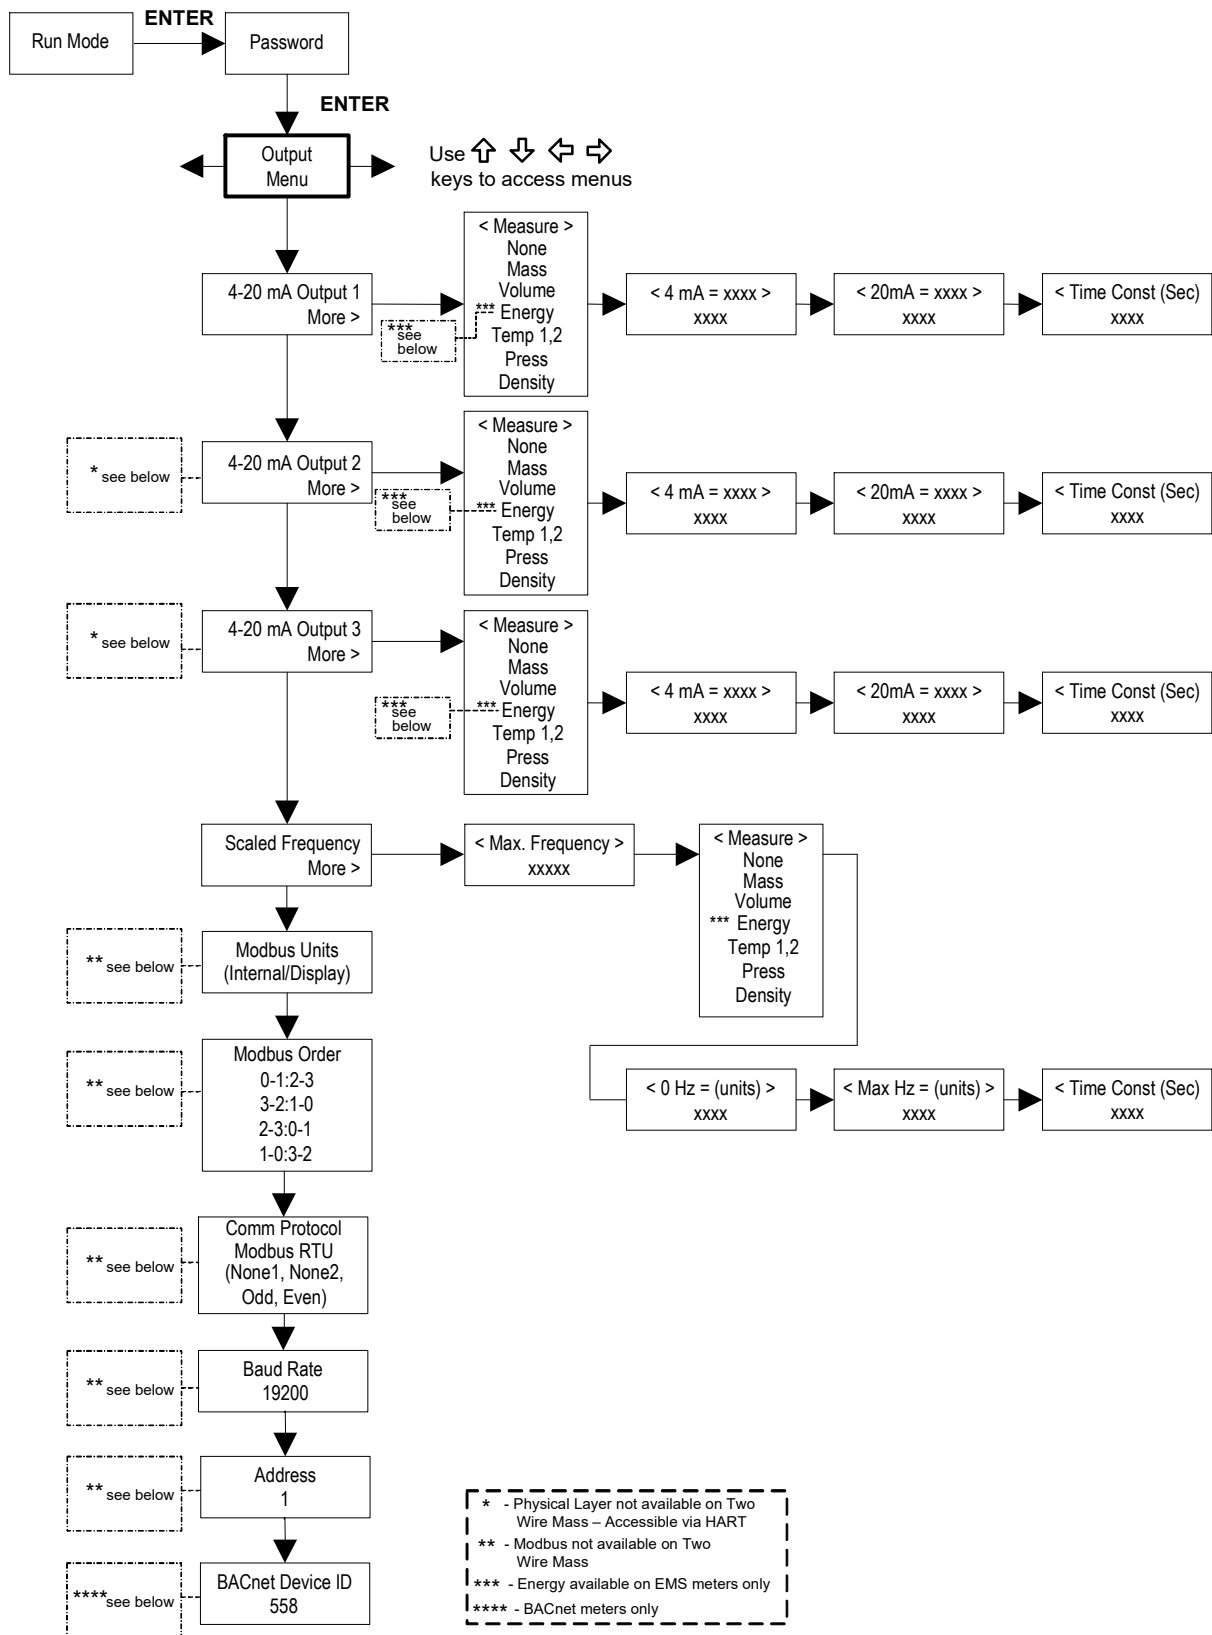 ENTER
Run Mode
Password
ENTER
Output
Menu
Use
keys to access menus
4-20 mA Output 1
More >
*** see
below
< Measure >
None
Mass
Volume
*** Energy
Temp 1,2
Press
Density
< 4 mA = xxxx >
xxxx
< 20mA = xxxx >
xxxx
< Time Const (Sec)
xxxx
* see below
4-20 mA Output 2
More >
*** see
below
< Measure >
None
Mass
Volume
*** Energy
Temp 1,2
Press
Density
< 4 mA = xxxx >
xxxx
< 20mA = xxxx >
xxxx
< Time Const (Sec)
xxxx
* see below
4-20 mA Output 3
More >
*** see
below
< Measure >
None
Mass
Volume
*** Energy
Temp 1,2
Press
Density
< 4 mA = xxxx >
xxxx
< 20mA = xxxx >
xxxx
< Time Const (Sec)
xxxx
Scaled Frequency
More >
< Max. Frequency >
xxxxx
< Measure >
None
Mass
Volume
*** Energy
Temp 1,2
Press
Density
< 0 Hz = (units) >
xxxx
< Max Hz = (units) >
xxxx
< Time Const (Sec)
xxxx
** see below
Modbus Units
(Internal/Display)
** see below
Modbus Order
0-1:2-3
3-2:1-0
2-3:0-1
1-0:3-2
** see below
Comm Protocol
Modbus RTU
(None1, None2,
Odd, Even)
** see below
Baud Rate
19200
** see below
Address
1
**** see below
BACnet Device ID
558
* - Physical Layer not available on Two
Wire Mass – Accessible via HART
** - Modbus not available on Two
Wire Mass
*** - Energy available on EMS meters only
**** - BACnet meters only